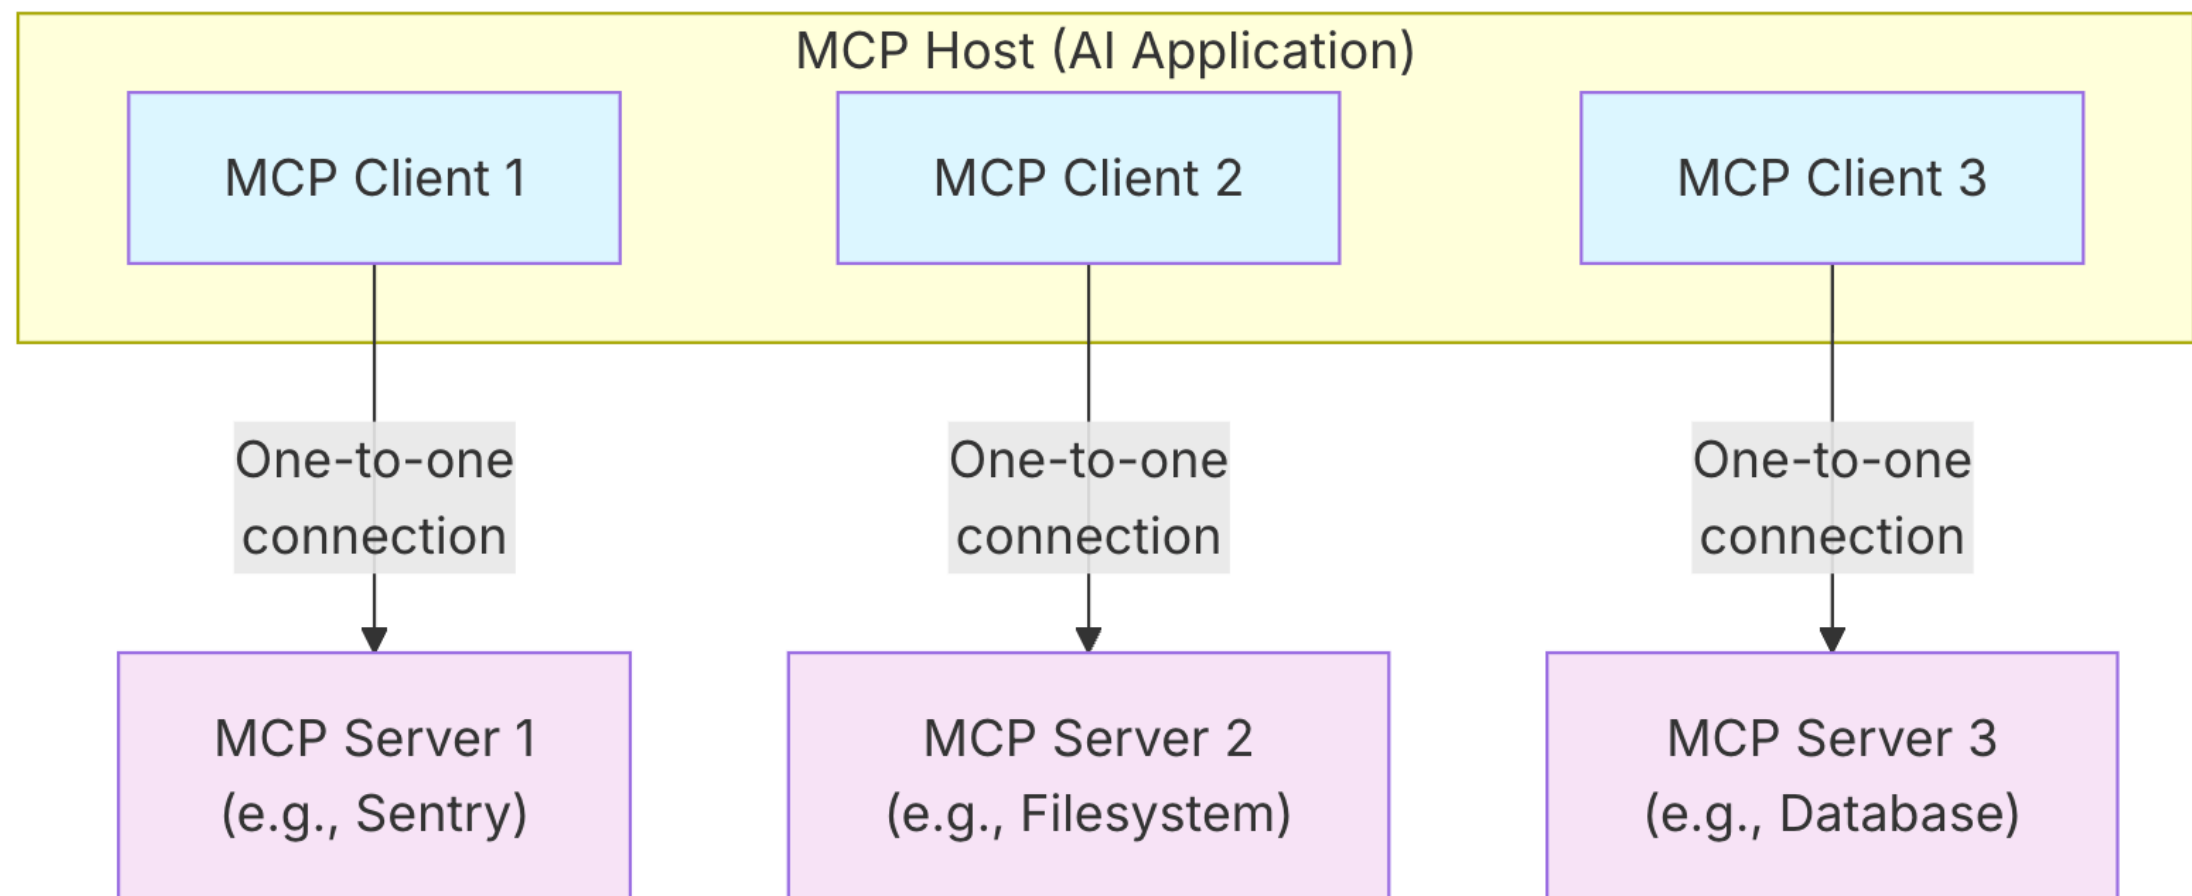 MCP Host (AI Application)
MCP Client 1
MCP Client 2
MCP Client 3
One-to-one
connection
One-to-one
connection
One-to-one
connection
MCP Server 1
(e.g., Sentry)
MCP Server 2
(e.g., Filesystem)
MCP Server 3
(e.g., Database)